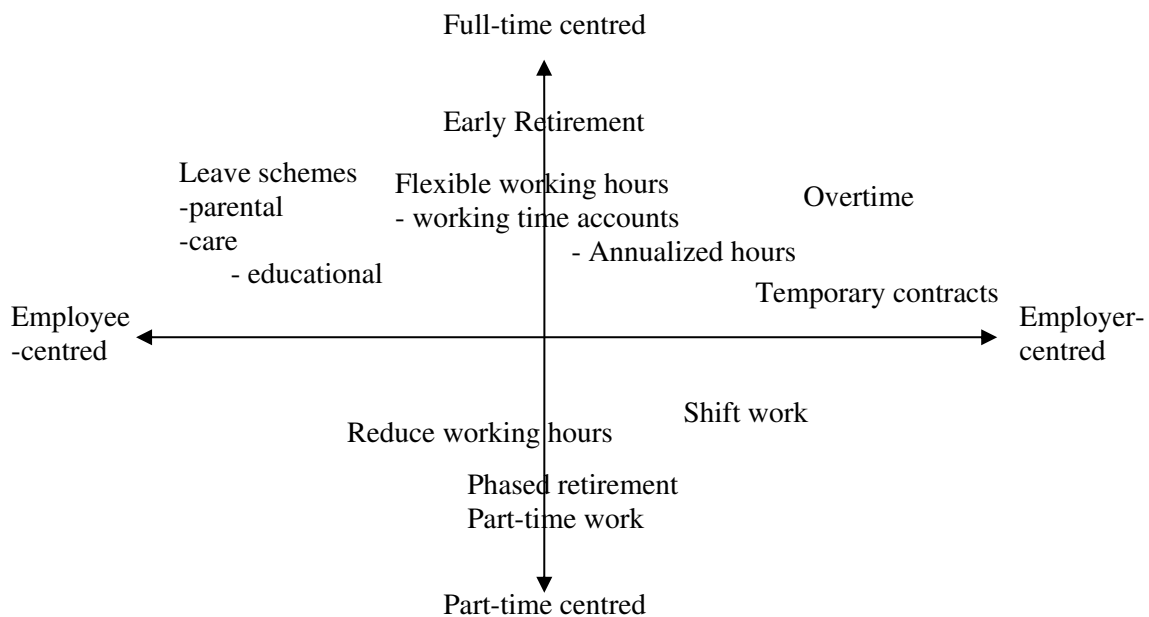 Full-time centred
Early Retirement
Leave schemes
-parental
-care
- educational
Flexible working hours
- working time accounts
- Annualized hours
Overtime
Temporary contracts
Employee
-centred
Employer-
centred
Shift work
Reduce working hours
Phased retirement
Part-time work
Part-time centred